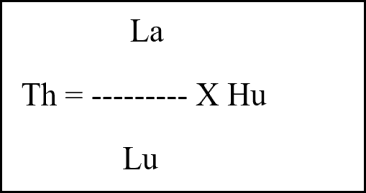 La
Th = --------- X Hu
Lu